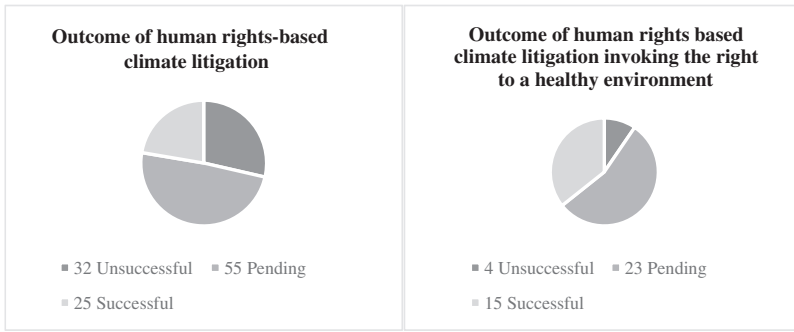 Outcome of human rights-based
climate litigation
32 Unsuccessful
55 Pending
25 Successful
Outcome of human rights based
climate litigation invoking the right
to a healthy environment
4 Unsuccessful
23 Pending
15 Successful